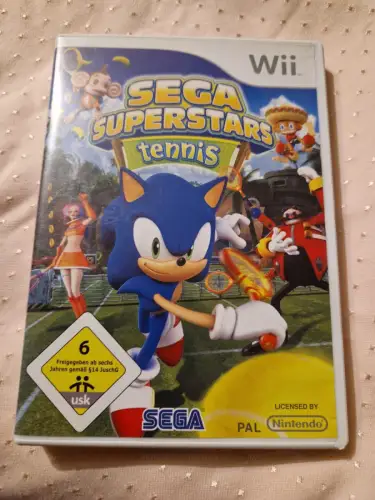 Wii
SEGA
SUPERSTARS
tennis
6
Freigegeben ab sechs
Jahren gemäß §14 JuschG
usk
SEGA
PAL
LICENSED BY
Nintendo